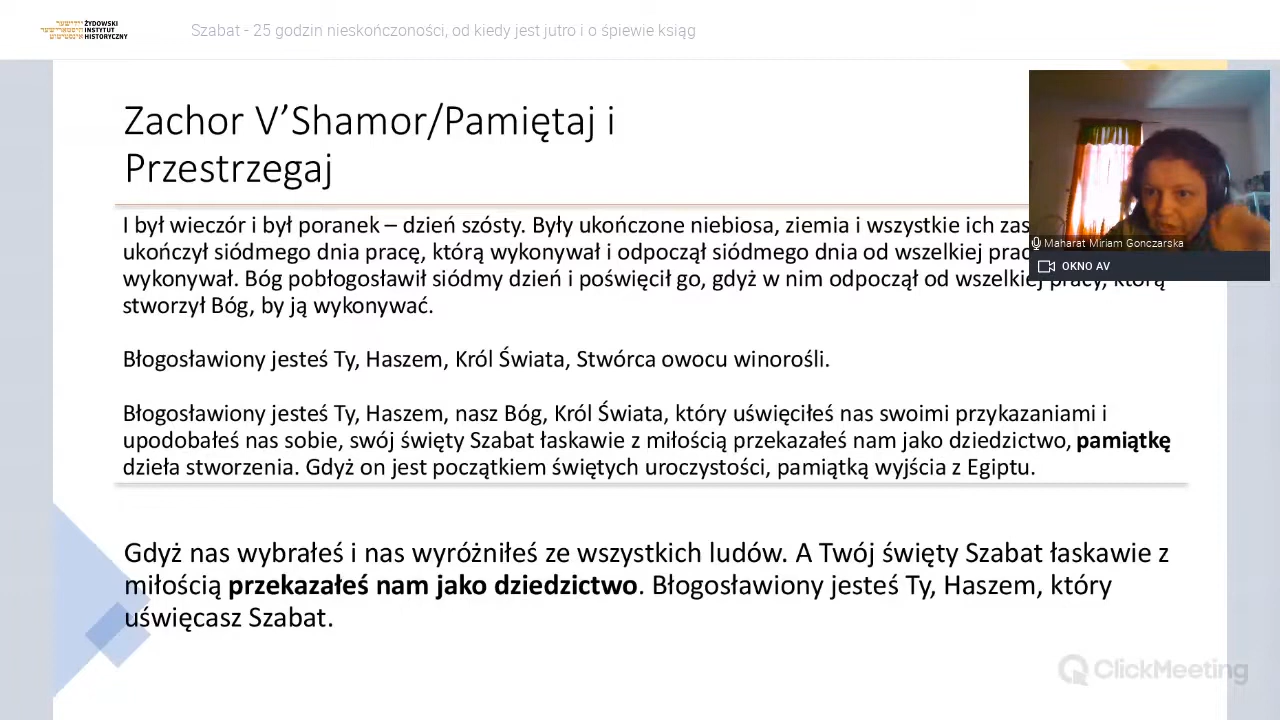 ŻYDOWSKI
INSTYTUT
HISTORYCZNY
Szabat - 25 godzin nieskończoności, od kiedy jest jutro i o śpiewie ksiąg
Zachor V’Shamor/Pamiętaj i
Przestrzegaj
I był wieczór i był poranek – dzień szósty. Były ukończone niebiosa, ziemia i wszystkie ich
ukończył siódmego dnia pracę, którą wykonywał i odpoczął siódmego dnia od wszelkiej
wykonywał. Bóg pobłogosławił siódmy dzień i poświęcił go, gdyż w nim odpoczął od wszelkiej pracy, którą
stworzył Bóg, by ją wykonywać.
Błogosławiony jesteś Ty, Haszem, Król Świata, Stwórca owocu winorośli.
Błogosławiony jesteś Ty, Haszem, nasz Bóg, Król Świata, który uświęciłeś nas swoimi przykazaniami i
upodobałeś nas sobie, swój święty Szabat łaskawie z miłością przekazałeś nam jako dziedzictwo, pamiątkę
dzieła stworzenia. Gdyż on jest początkiem świętych uroczystości, pamiątką wyjścia z Egiptu.
Gdyż nas wybrałeś i nas wyróżniłeś ze wszystkich ludów. A Twój święty Szabat łaskawie z
miłością przekazałeś nam jako dziedzictwo. Błogosławiony jesteś Ty, Haszem, który
uświęcasz Szabat.
Maharat Miriam Gonczarska
OKNO AV
ClickMeeting